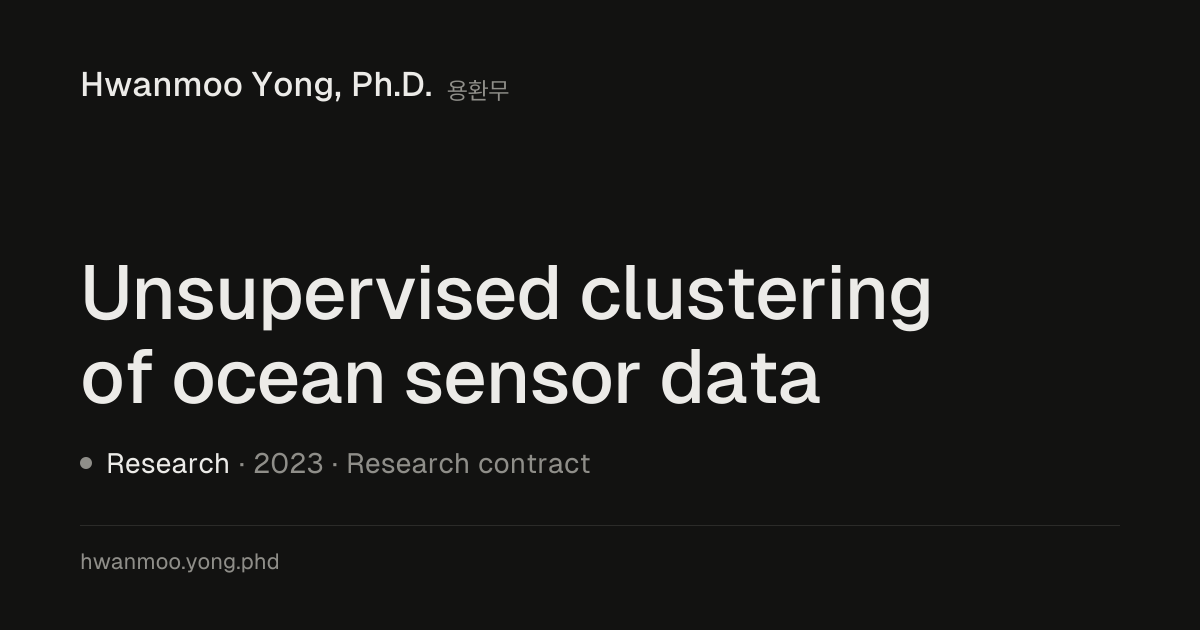 Hwanmoo Yong, Ph.D. 용환무
Unsupervised clustering
of ocean sensor data
Research · 2023 · Research contract
hwanmoo.yong.phd